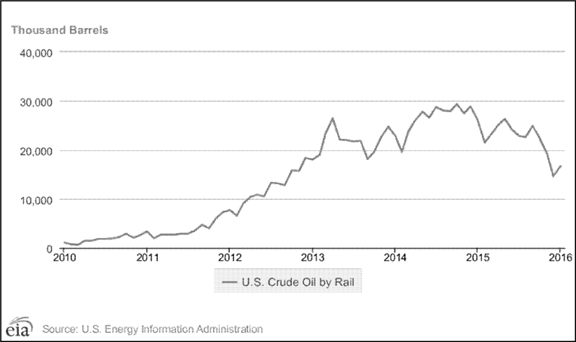 Thousand Barrels
40,000
30,000
20,000
10,000
0
2010 2011 2012 2013 2014 2015 2016
U.S. Crude Oil by Rail
eia Source: U.S. Energy Information Administration